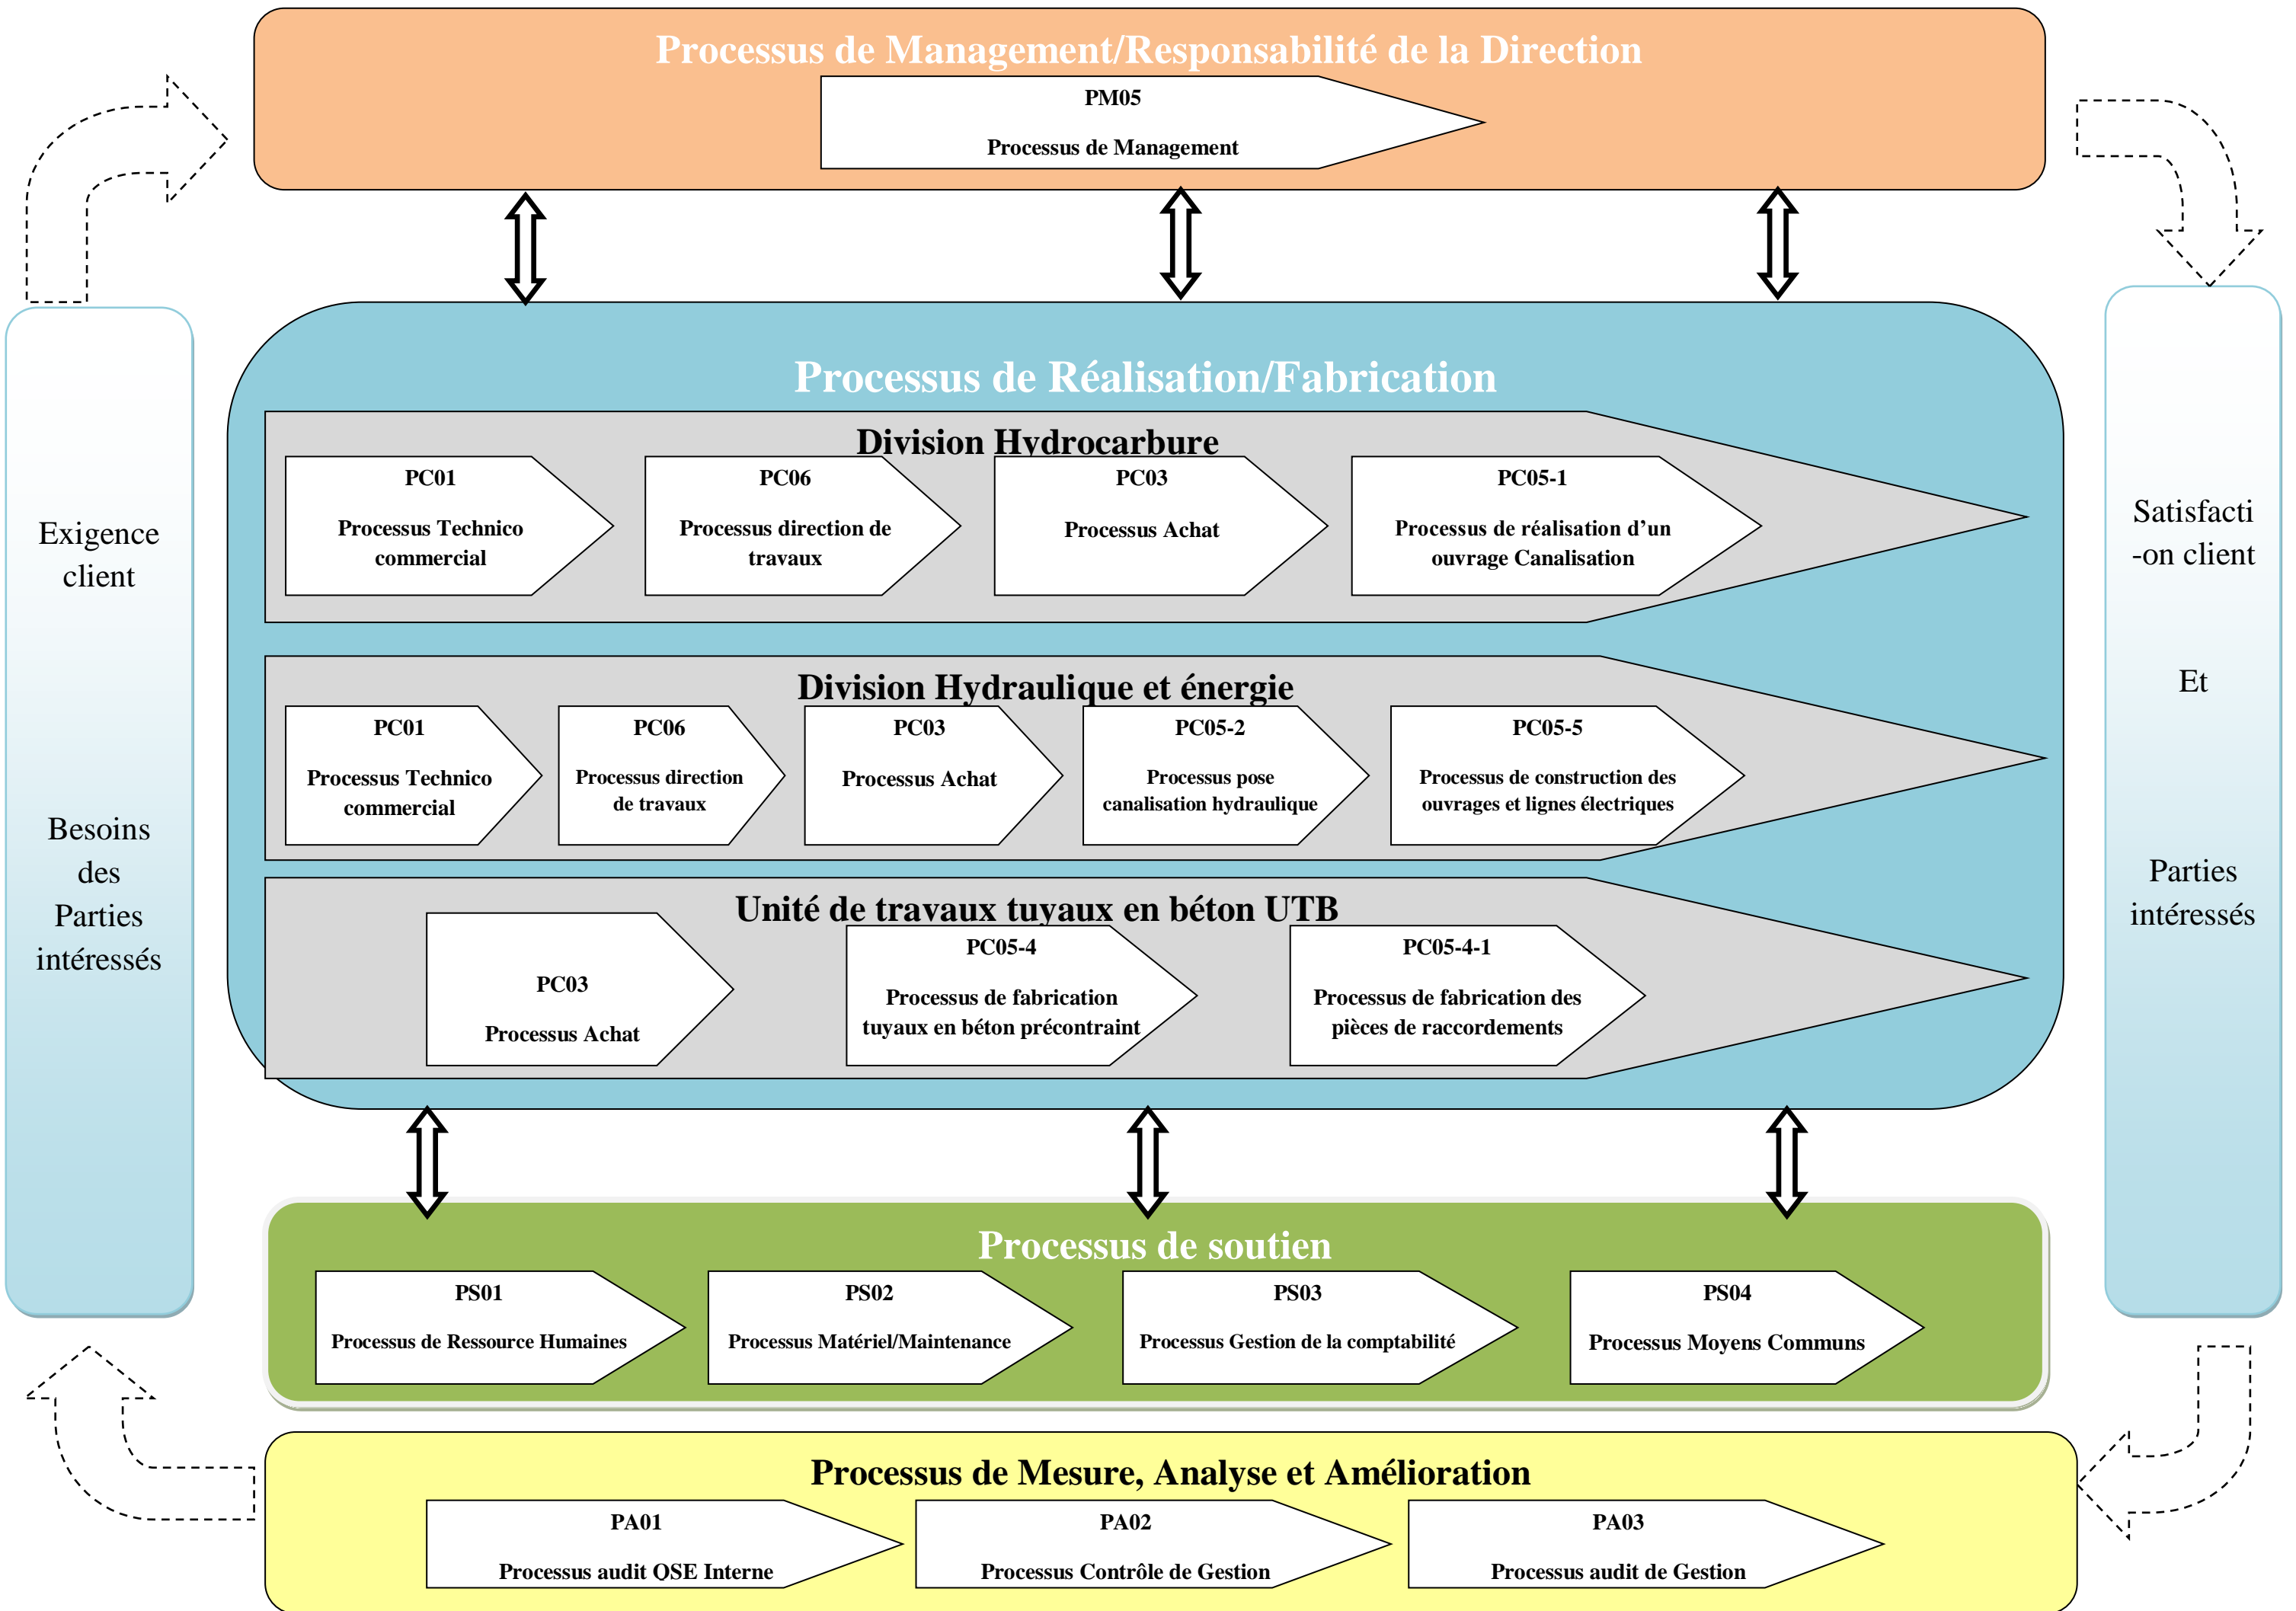 Processus de Management/Responsabilité de la Direction
PM05
Processus de Management
Exigence
client
Besoins
des
Parties
intéressés
Processus de Réalisation/Fabrication
Division Hydrocarbure
PC01
Processus Technico
commercial
PC06
Processus direction de
travaux
PC03
Processus Achat
PC05-1
Processus de réalisation d’un
ouvrage Canalisation
Division Hydraulique et énergie
PC01
Processus Technico
commercial
PC06
Processus direction
de travaux
PC03
Processus Achat
PC05-2
Processus pose
canalisation hydraulique
PC05-5
Processus de construction des
ouvrages et lignes électriques
Unité de travaux tuyaux en béton UTB
PC03
Processus Achat
PC05-4
Processus de fabrication
tuyaux en béton précontraint
PC05-4-1
Processus de fabrication des
pièces de raccordements
Satisfacti
-on client
Et
Parties
intéressés
Processus de soutien
PS01
Processus de Ressource Humaines
PS02
Processus Matériel/Maintenance
PS03
Processus Gestion de la comptabilité
PS04
Processus Moyens Communs
Processus de Mesure, Analyse et Amélioration
PA01
Processus audit QSE Interne
PA02
Processus Contrôle de Gestion
PA03
Processus audit de Gestion